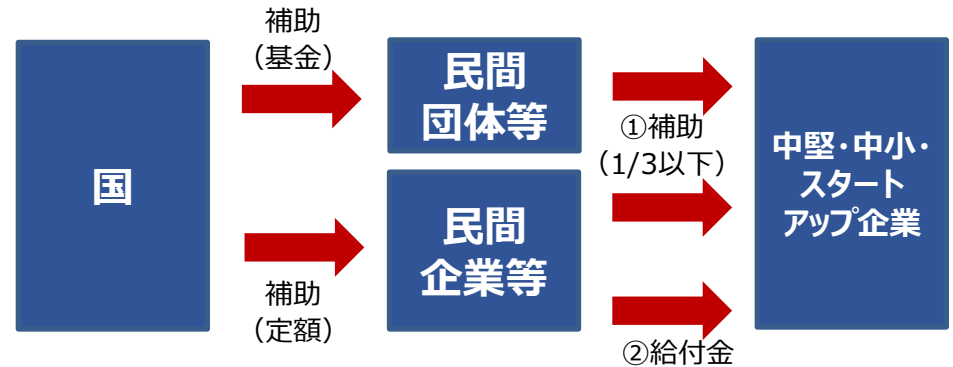 国
補助
（基金）
補助
（定額）
民間
団体等
民間
企業等
①補助
（1/3以下）
②給付金
中堅・中小・
スタート
アップ企業